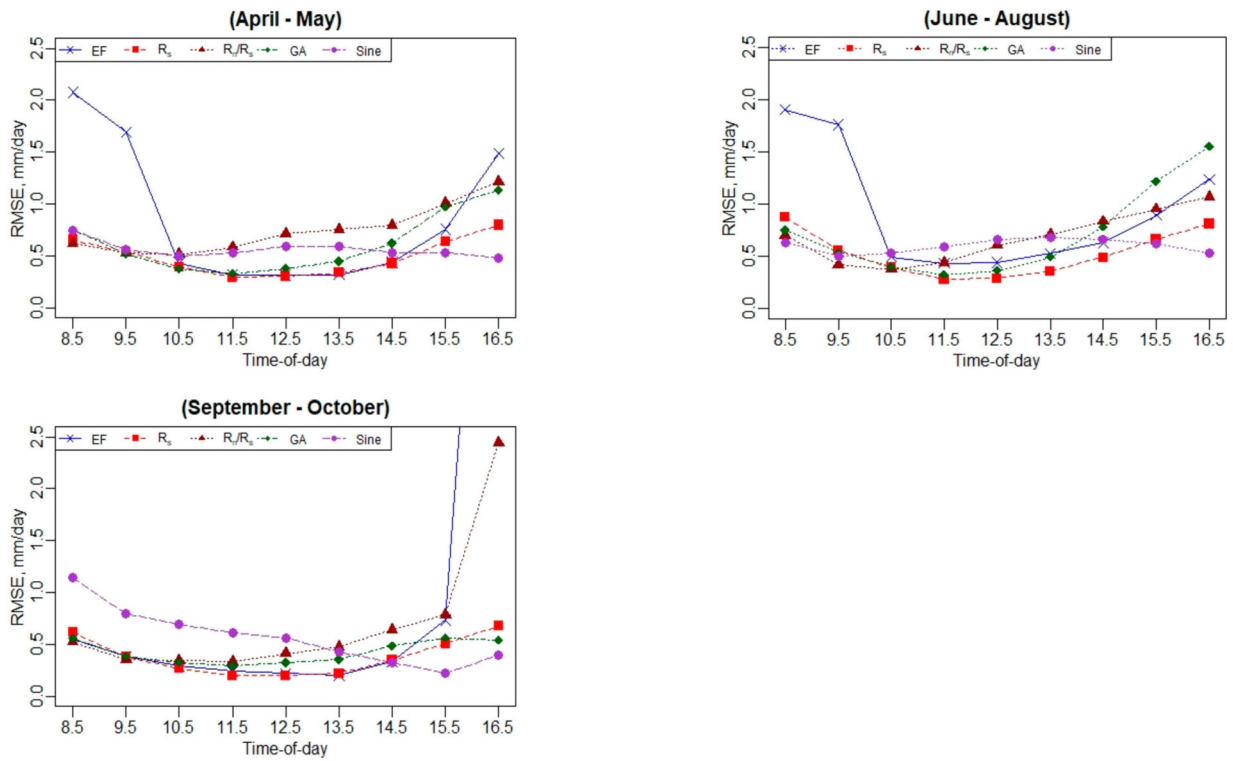 (April - May)
EF Rs Rn/Rs GA Sine
RMSE, mm/day
2.5
2.0
1.5
1.0
0.5
0.0
8.5 9.5 10.5 11.5 12.5 13.5 14.5 15.5 16.5
Time-of-day
(June - August)
EF Rs Rn/Rs GA Sine
RMSE, mm/day
2.5
2.0
1.5
1.0
0.5
0.0
8.5 9.5 10.5 11.5 12.5 13.5 14.5 15.5 16.5
Time-of-day
(September - October)
EF Rs Rn/Rs GA Sine
RMSE, mm/day
2.5
2.0
1.5
1.0
0.5
0.0
8.5 9.5 10.5 11.5 12.5 13.5 14.5 15.5 16.5
Time-of-day